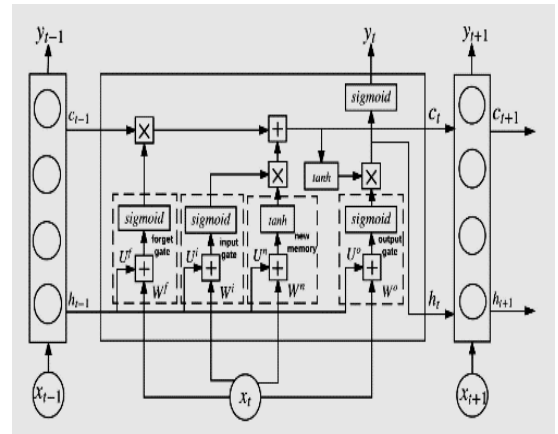 y_{t-1} y_t y_{t+1}
sigmoid
c_{t-1} c_t c_{t+1}
× + tanh × ×
sigmoid sigmoid tanh sigmoid
forget gate input gate new memory output gate
U^f + U^i + U^n + U^o +
h_{t-1} W^f W^i W^n W^o h_t h_{t+1}
x_{t-1} x_t x_{t+1}